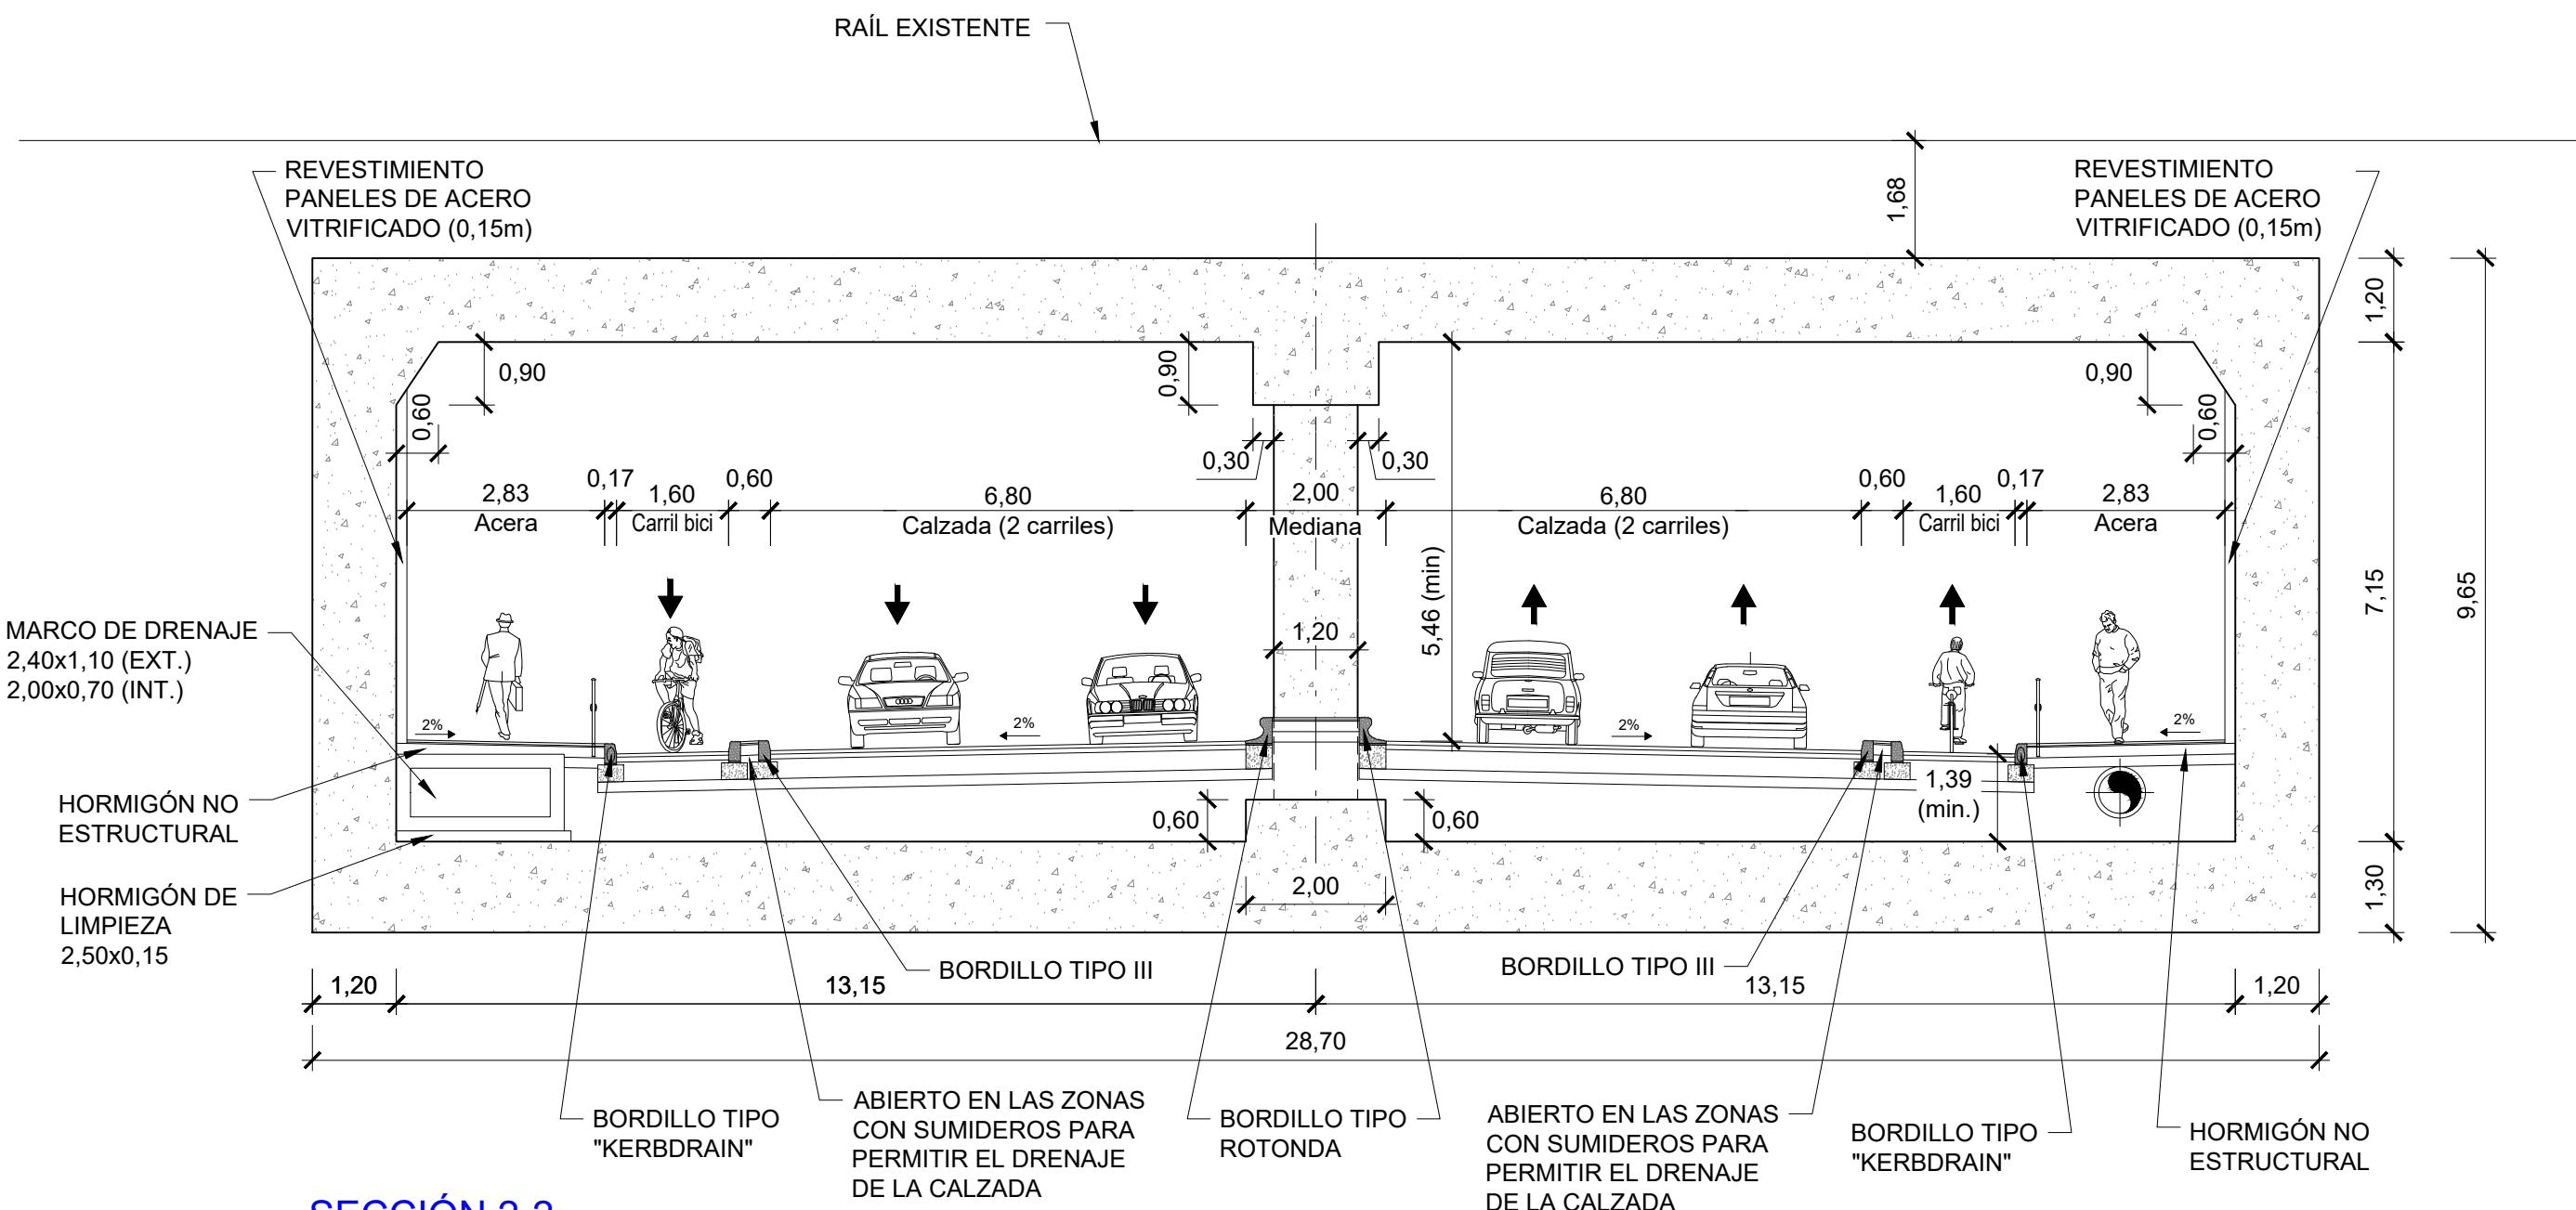 RAÍL EXISTENTE
REVESTIMIENTO
PANELES DE ACERO
VITRIFICADO (0,15m)
1,68
REVESTIMIENTO
PANELES DE ACERO
VITRIFICADO (0,15m)
1,20
0,90
0,90
0,90
0,60
0,60
0,30
0,30
2,83
Acera
0,17
1,60
Carril bici
0,60
6,80
Calzada (2 carriles)
2,00
Mediana
6,80
Calzada (2 carriles)
0,60
1,60
Carril bici
0,17
2,83
Acera
5,46 (min)
7,15
9,65
MARCO DE DRENAJE
2,40x1,10 (EXT.)
2,00x0,70 (INT.)
1,20
2%
2%
2%
2%
1,39
(min.)
HORMIGÓN NO
ESTRUCTURAL
0,60
0,60
HORMIGÓN DE
LIMPIEZA
2,50x0,15
2,00
1,30
BORDILLO TIPO III
BORDILLO TIPO III
1,20
13,15
13,15
1,20
28,70
BORDILLO TIPO
"KERBDRAIN"
ABIERTO EN LAS ZONAS
CON SUMIDEROS PARA
PERMITIR EL DRENAJE
DE LA CALZADA
BORDILLO TIPO
ROTONDA
ABIERTO EN LAS ZONAS
CON SUMIDEROS PARA
PERMITIR EL DRENAJE
DE LA CALZADA
BORDILLO TIPO
"KERBDRAIN"
HORMIGÓN NO
ESTRUCTURAL
SECCIÓN